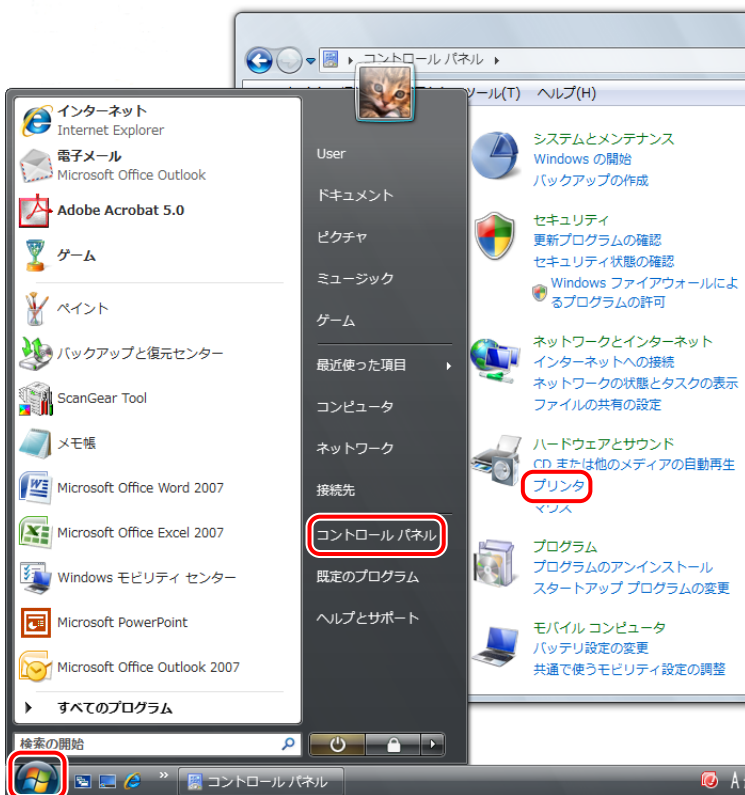 コントロール パネル
ツール(T) ヘルプ(H)
インターネット
Internet Explorer
電子メール
Microsoft Office Outlook
Adobe Acrobat 5.0
ゲーム
ペイント
バックアップと復元センター
ScanGear Tool
メモ帳
Microsoft Office Word 2007
Microsoft Office Excel 2007
Windows モビリティ センター
Microsoft PowerPoint
Microsoft Office Outlook 2007
すべてのプログラム
検索の開始
User
ドキュメント
ピクチャ
ミュージック
ゲーム
最近使った項目
コンピュータ
ネットワーク
接続先
コントロール パネル
既定のプログラム
ヘルプとサポート
システムとメンテナンス
Windows の開始
バックアップの作成
セキュリティ
更新プログラムの確認
セキュリティ状態の確認
Windows ファイアウォールによ
るプログラムの許可
ネットワークとインターネット
インターネットへの接続
ネットワークの状態とタスクの表示
ファイルの共有の設定
ハードウェアとサウンド
CD または他のメディアの自動再生
プリンタ
マウス
プログラム
プログラムのアンインストール
スタートアップ プログラムの変更
モバイル コンピュータ
バッテリ設定の変更
共通で使うモビリティ設定の調整
コントロール パネル
A